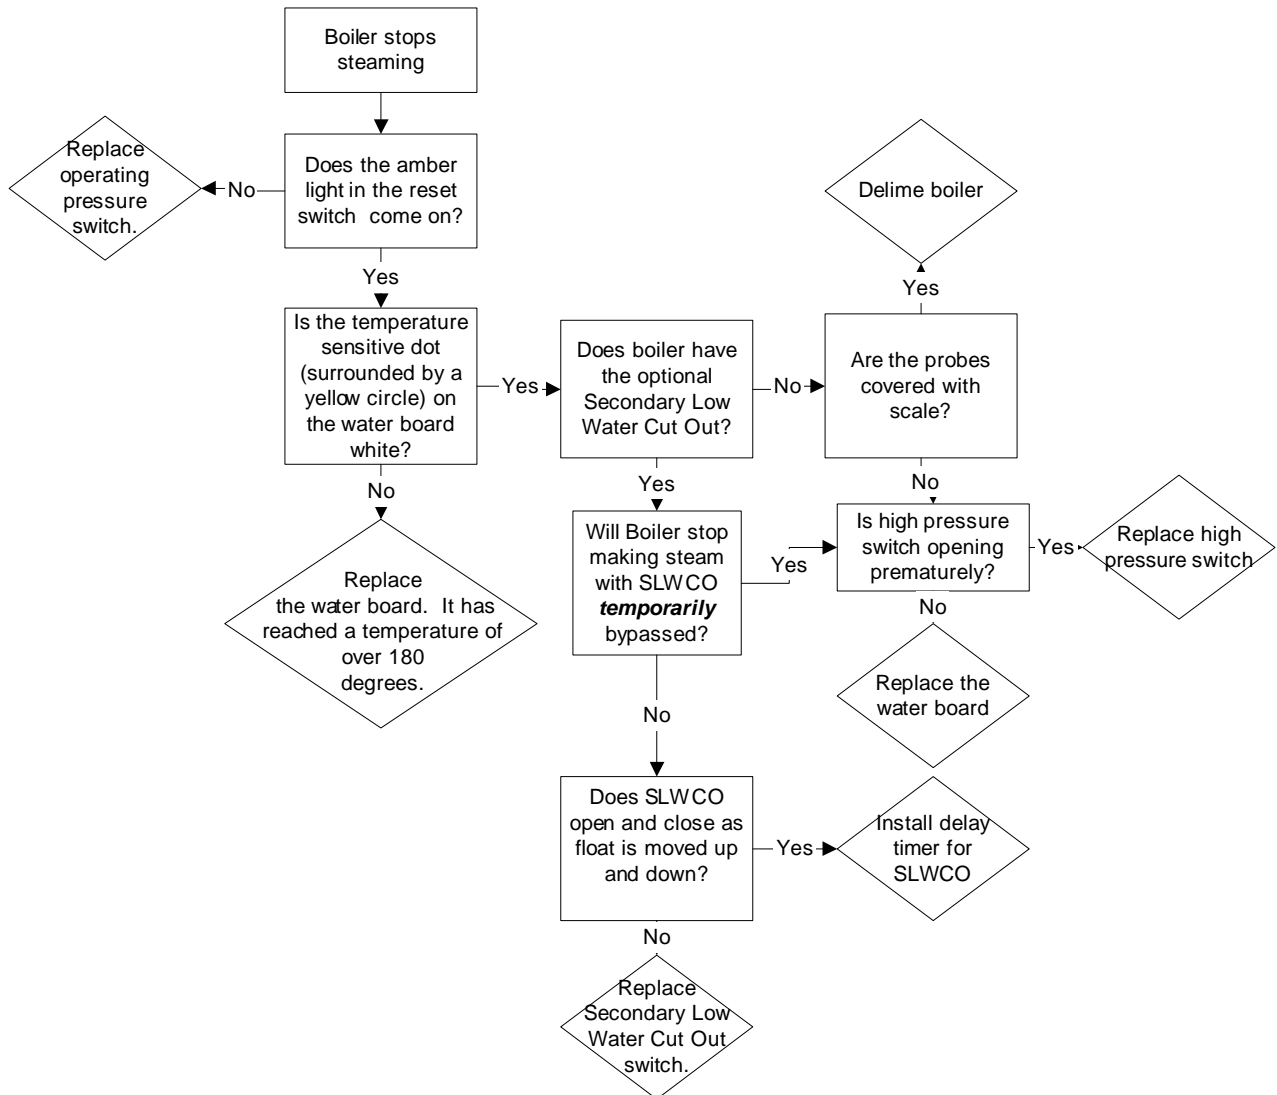 Boiler stops
steaming
Replace
operating
pressure
switch.
No
Does the amber
light in the reset
switch come on?
Delime boiler
Yes
Yes
Is the temperature
sensitive dot
(surrounded by a
yellow circle) on
the water board
white?
Yes
Does boiler have
the optional
Secondary Low
Water Cut Out?
No
Are the probes
covered with
scale?
No
Yes
No
Replace
the water board. It has
reached a temperature of
over 180
degrees.
Will Boiler stop
making steam
with SLWCO
temporarily
bypassed?
Yes
Is high pressure
switch opening
prematurely?
Yes
Replace high
pressure switch
No
Replace the
water board
No
Does SLWCO
open and close as
float is moved up
and down?
Yes
Install delay
timer for
SLWCO
No
Replace
Secondary Low
Water Cut Out
switch.